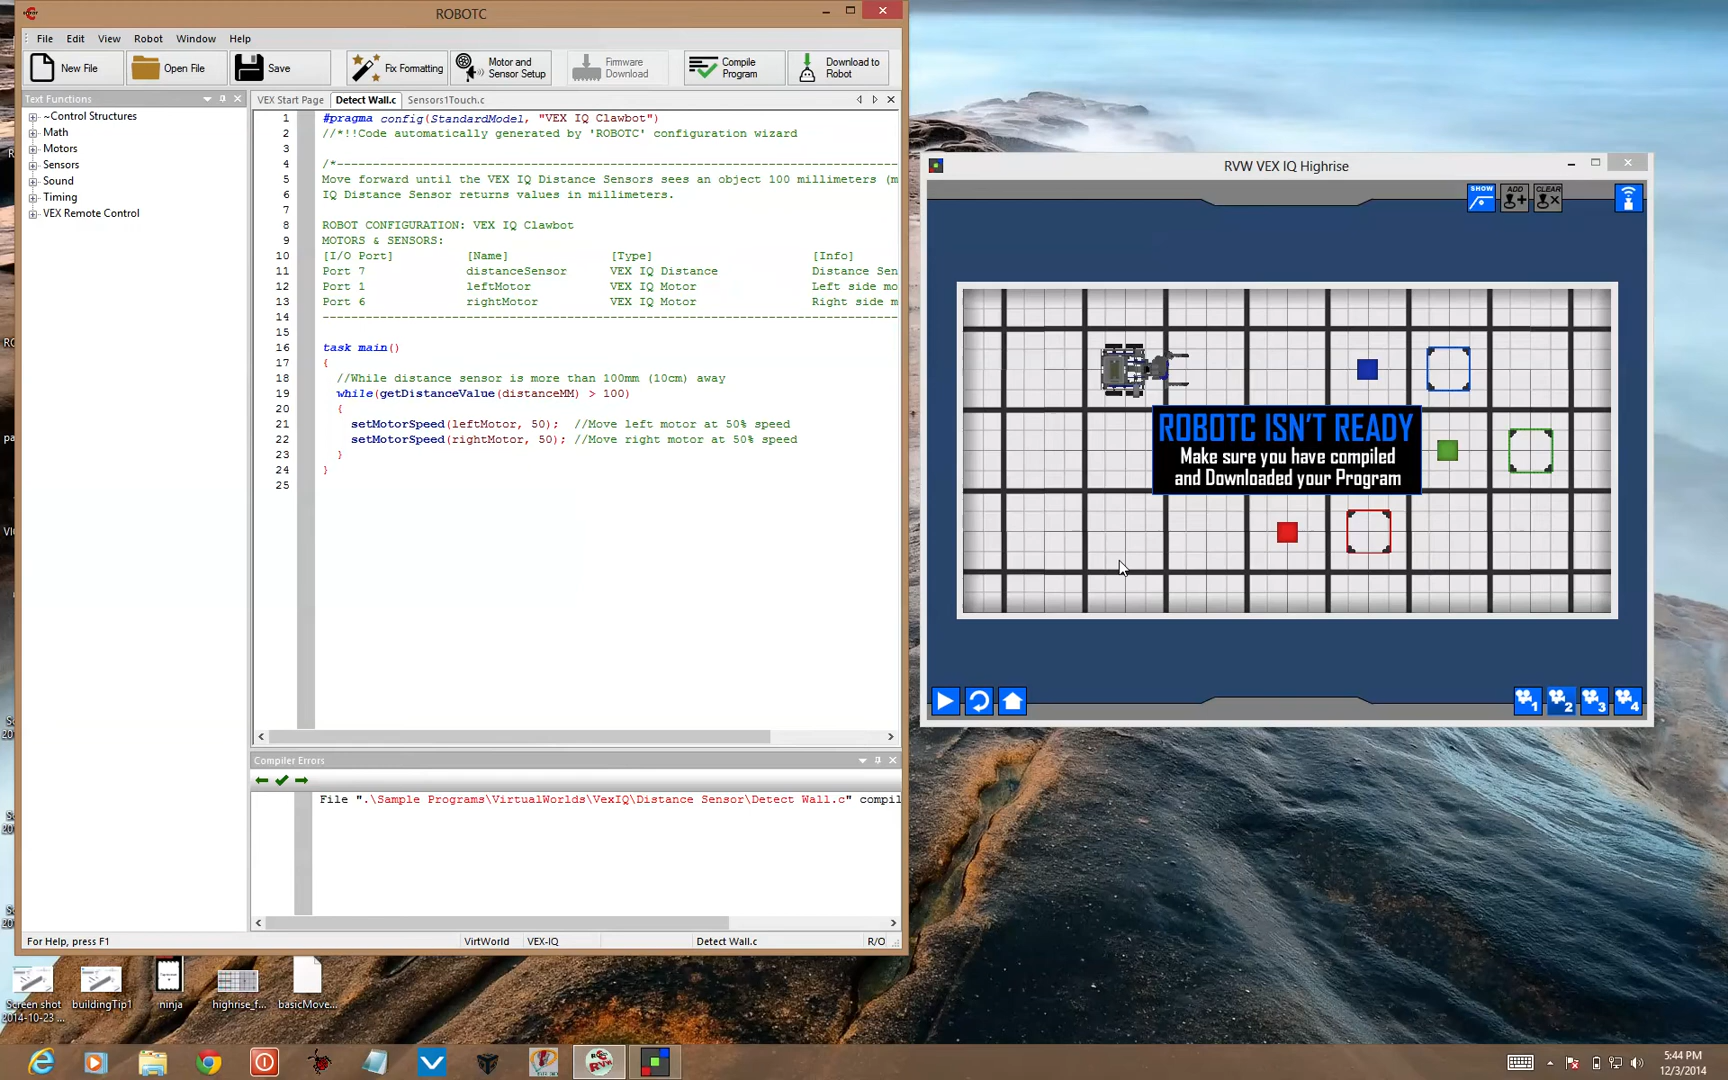 ROBOTC
File Edit View Robot Window Help
New File Open File Save Fix Formatting Motor and Sensor Setup Firmware Download Compile Program Download to Robot
Text Functions
~Control Structures
Math
Motors
Sensors
Sound
Timing
VEX Remote Control
VEX Start Page Detect Wall.c Sensors1Touch.c
1 #pragma config(StandardModel, "VEX IQ Clawbot")
2 //*!!Code automatically generated by 'ROBOTC' configuration wizard
3
4 /*--------------------------------------------------------------------------------
5 Move forward until the VEX IQ Distance Sensors sees an object 100 millimeters (m
6 IQ Distance Sensor returns values in millimeters.
7
8 ROBOT CONFIGURATION: VEX IQ Clawbot
9 MOTORS & SENSORS:
10 [I/O Port] [Name] [Type] [Info]
11 Port 7 distanceSensor VEX IQ Distance Distance Sen
12 Port 1 leftMotor VEX IQ Motor Left side mo
13 Port 6 rightMotor VEX IQ Motor Right side m
14 --------------------------------------------------------------------------------
15
16 task main()
17 {
18 //While distance sensor is more than 100mm (10cm) away
19 while(getDistanceValue(distanceMM) > 100)
20 {
21 setMotorSpeed(leftMotor, 50); //Move left motor at 50% speed
22 setMotorSpeed(rightMotor, 50); //Move right motor at 50% speed
23 }
24 }
25
Compiler Errors
File ".\Sample Programs\VirtualWorlds\VexIQ\Distance Sensor\Detect Wall.c" compil
For Help, press F1 VirtWorld VEX-IQ Detect Wall.c R/O
RVW VEX IQ Highrise
SHOW ADD CLEAR
ROBOTC ISN'T READY
Make sure you have compiled
and Downloaded your Program
1 2 3 4
Screen shot
2014-10-23 ...
buildingTip1
ninja
highrise_f...
basicMove...
5:44 PM
12/3/2014